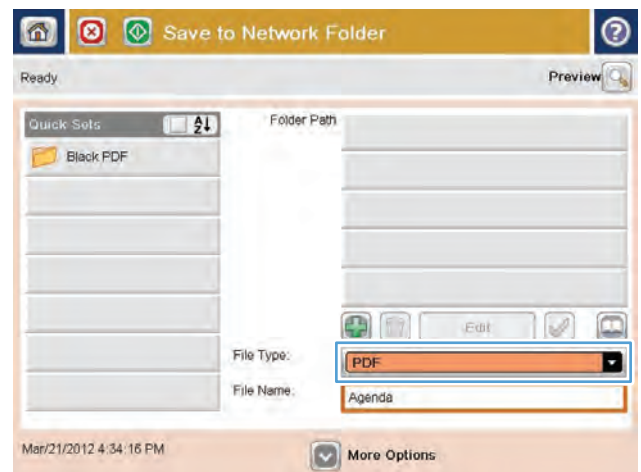 Save to Network Folder
Ready
Preview
Quick Sets
Folder Path
Black PDF
Edit
File Type:
PDF
File Name:
Agenda
Mar/21/2012 4:34:16 PM
More Options